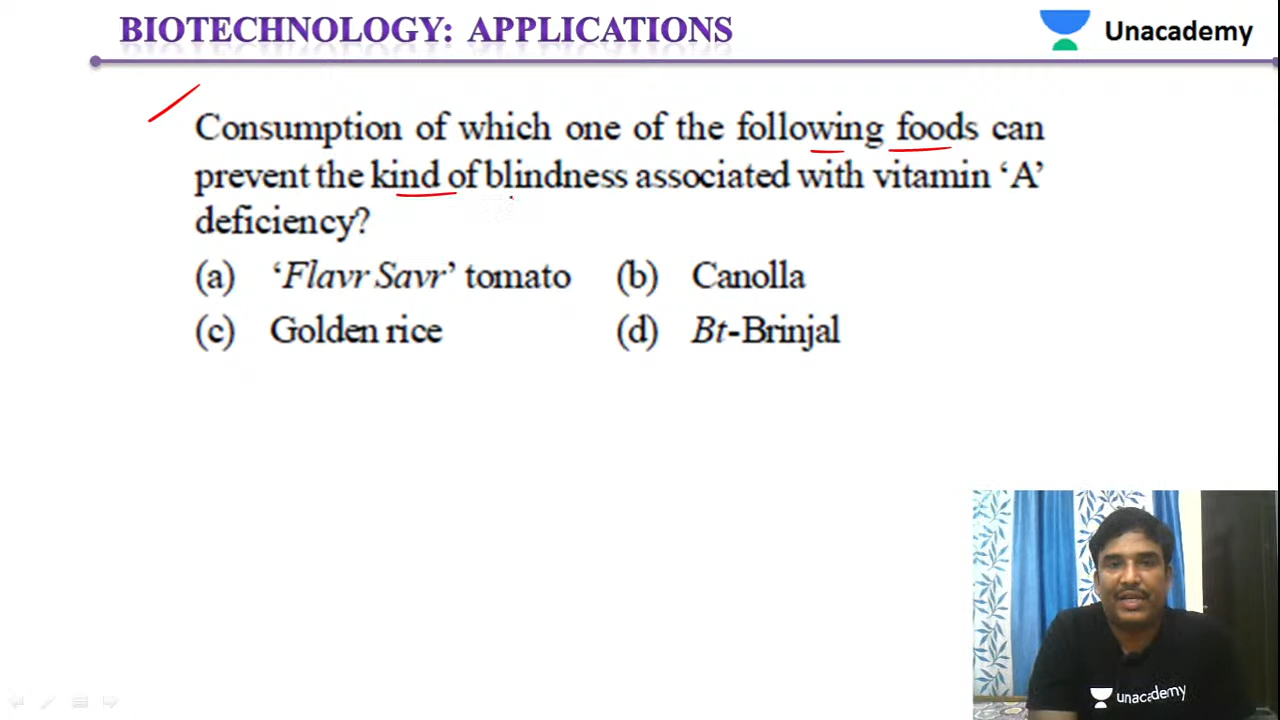 BIOTECHNOLOGY: APPLICATIONS
Unacademy
Consumption of which one of the following foods can
prevent the kind of blindness associated with vitamin ‘A’
deficiency?
(a) ‘Flavr Savr’ tomato (b) Canolla
(c) Golden rice (d) Bt-Brinjal
unacademy